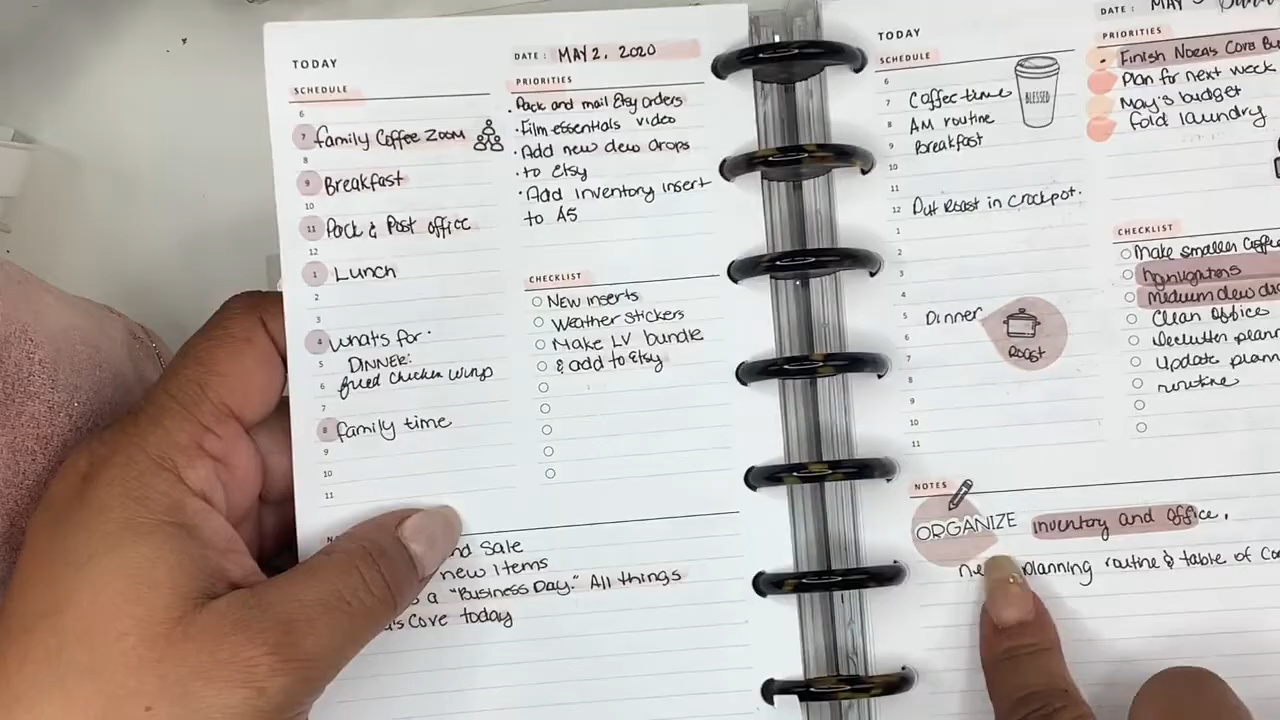 TODAY
DATE: MAY 2, 2020
SCHEDULE
6
7 family Coffee Zoom
8
9 Breakfast
10
11 Pack & Post office
12
1 Lunch
2
3
4 whats for
5 DINNER:
6 fried chicken wings
7
8 family time
9
10
11
PRIORITIES
· Pack and mail Etsy orders
· Film essentials video
· Add new dew drops
· to Etsy
· Add Inventory insert
to A5
CHECKLIST
New inserts
Weather Stickers
Make LV bundle
& add to Etsy
nd Sale
new Items
a "Business Day." All things
's Cove today
TODAY
DATE: MAY
SCHEDULE
6
7 Coffee time
8 AM routine
9 Breakfast
10
11
12 Put Roast in crockpot.
1
2
3
4
5 Dinner
6
7
8
9
10
11
BLESSED
Roast
PRIORITIES
Finish Noeas Cora
Plan for next week
May's budget
fold laundry
CHECKLIST
Make smaller
medium dew
Clean Office
Declutter
Update
routine
NOTES
ORGANIZE inventory and office.
planning routine & table of